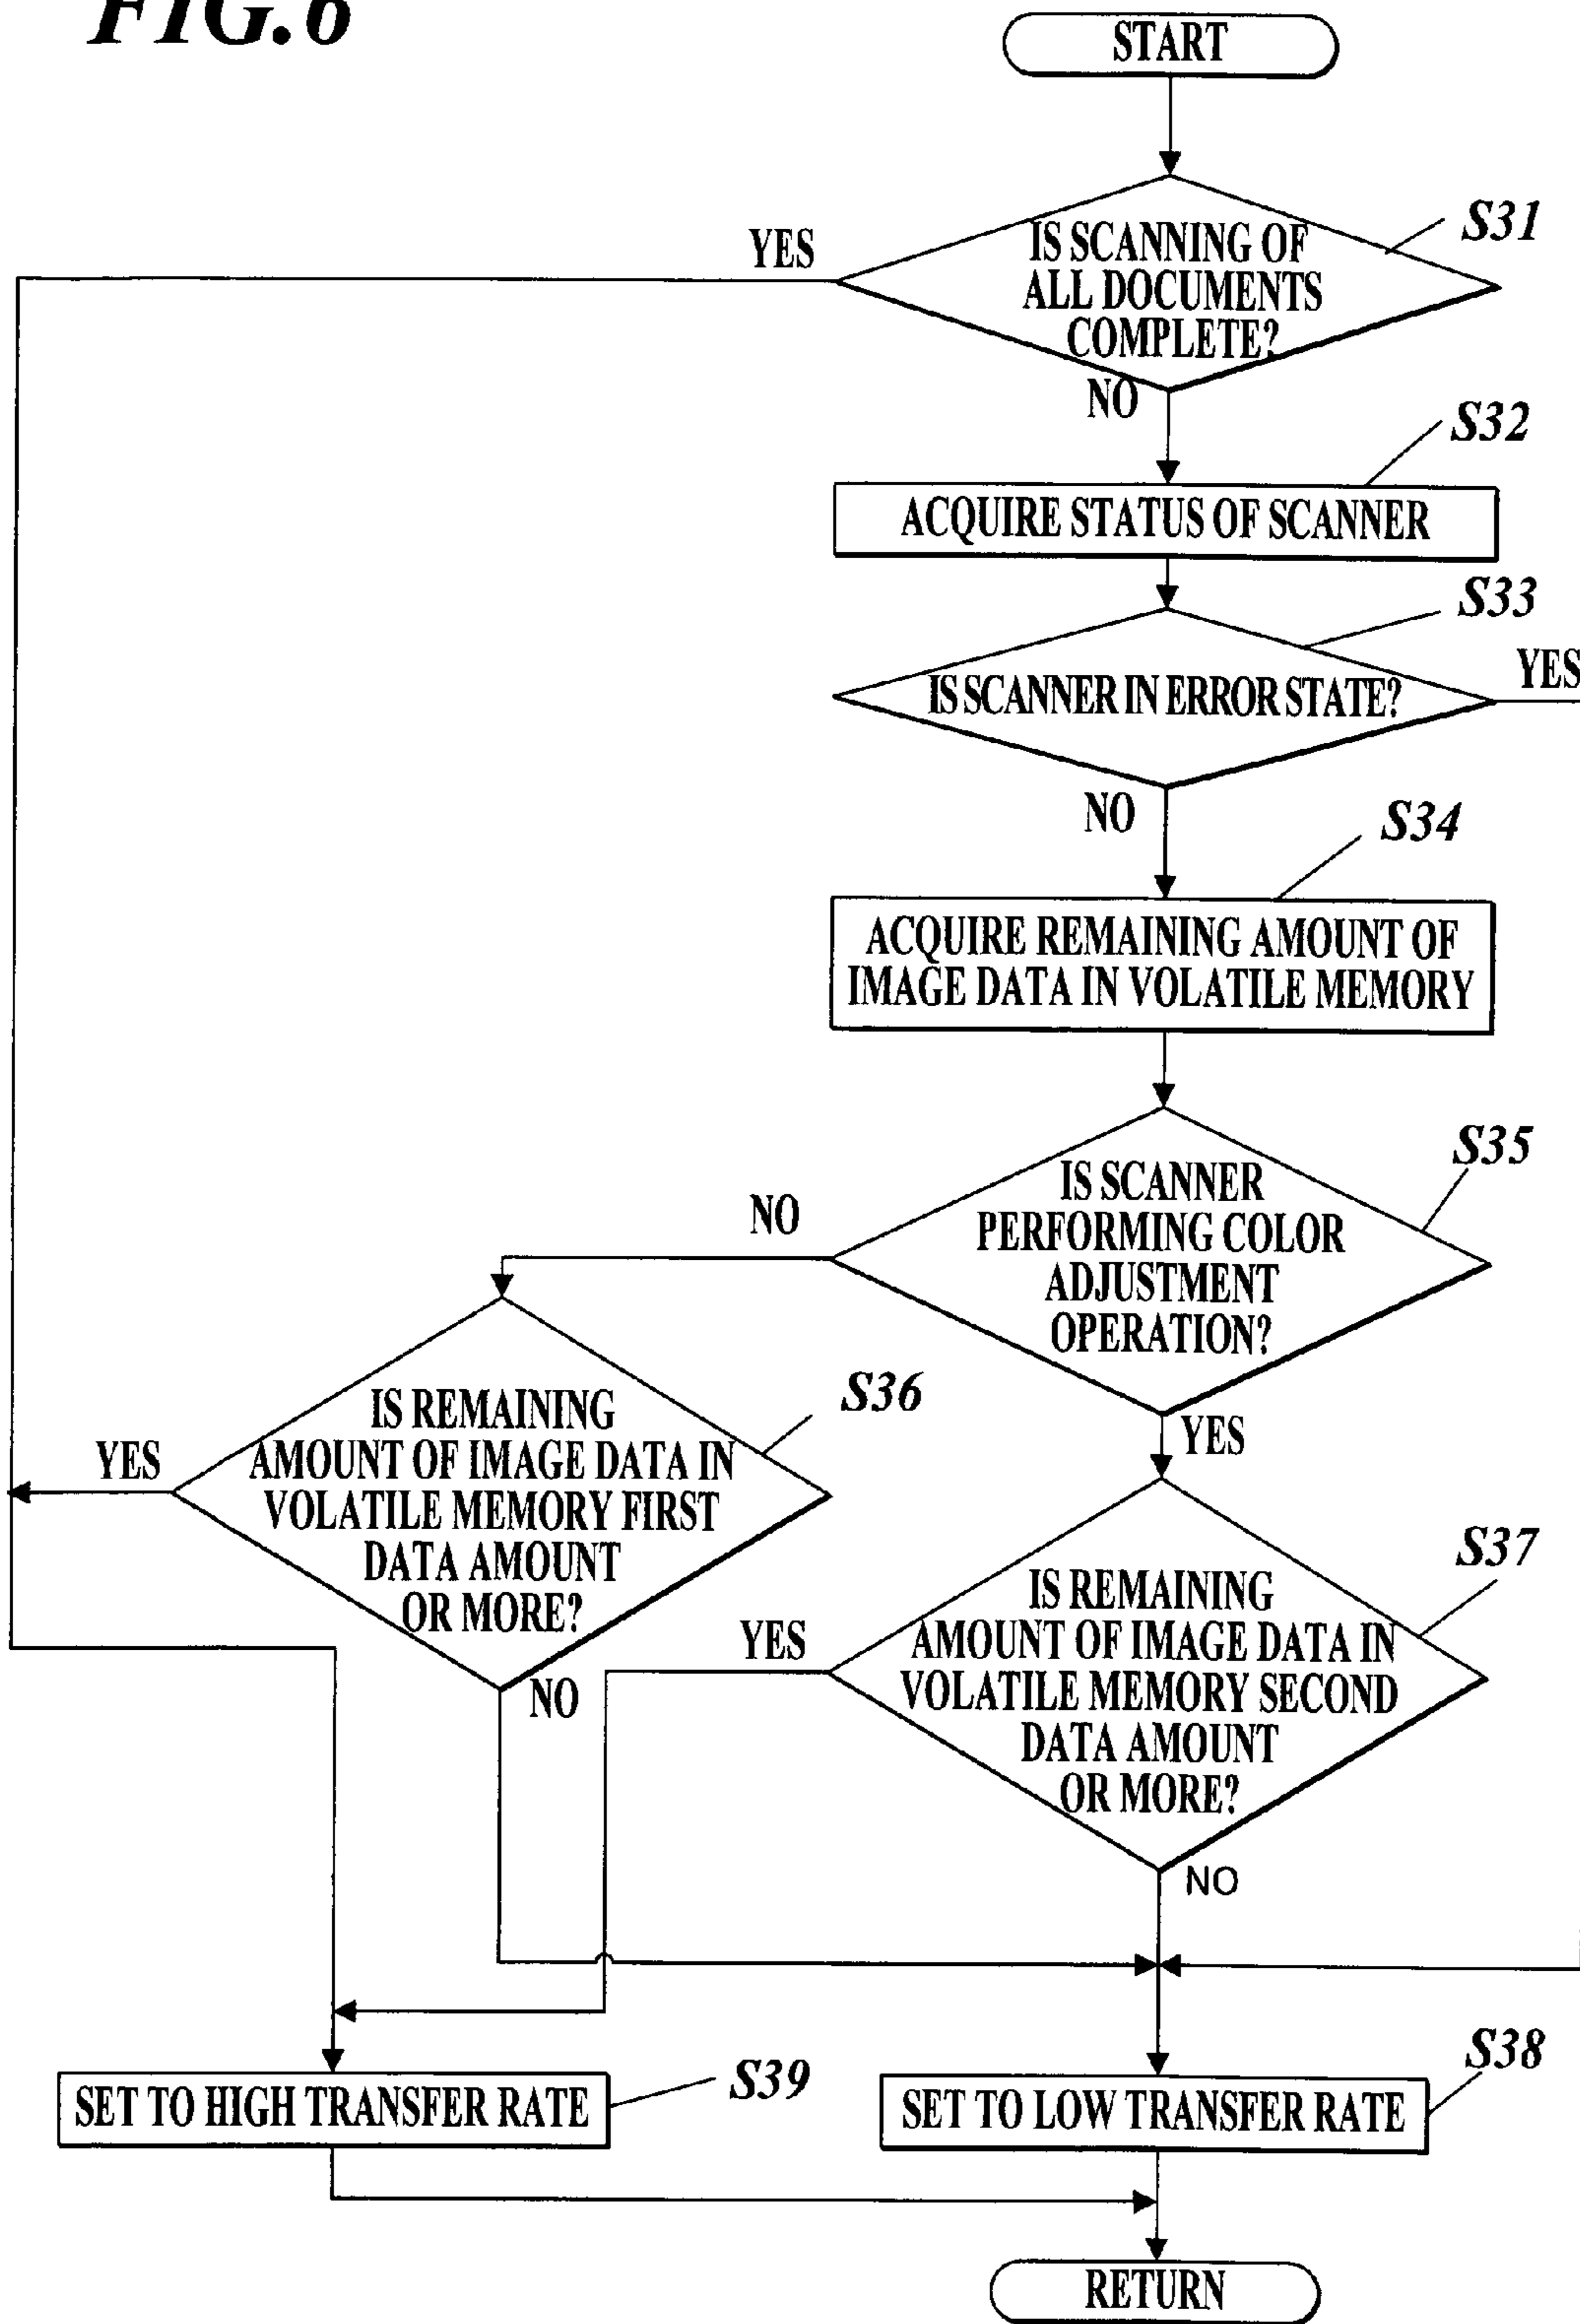 FIG.6
START
S31
YES
IS SCANNING OF
ALL DOCUMENTS
COMPLETE?
NO
S32
ACQUIRE STATUS OF SCANNER
S33
YES
IS SCANNER IN ERROR STATE?
NO
S34
ACQUIRE REMAINING AMOUNT OF
IMAGE DATA IN VOLATILE MEMORY
S35
NO
IS SCANNER
PERFORMING COLOR
ADJUSTMENT
OPERATION?
YES
S36
YES
IS REMAINING
AMOUNT OF IMAGE DATA IN
VOLATILE MEMORY FIRST
DATA AMOUNT
OR MORE?
NO
S37
YES
IS REMAINING
AMOUNT OF IMAGE DATA IN
VOLATILE MEMORY SECOND
DATA AMOUNT
OR MORE?
NO
S39
SET TO HIGH TRANSFER RATE
S38
SET TO LOW TRANSFER RATE
RETURN